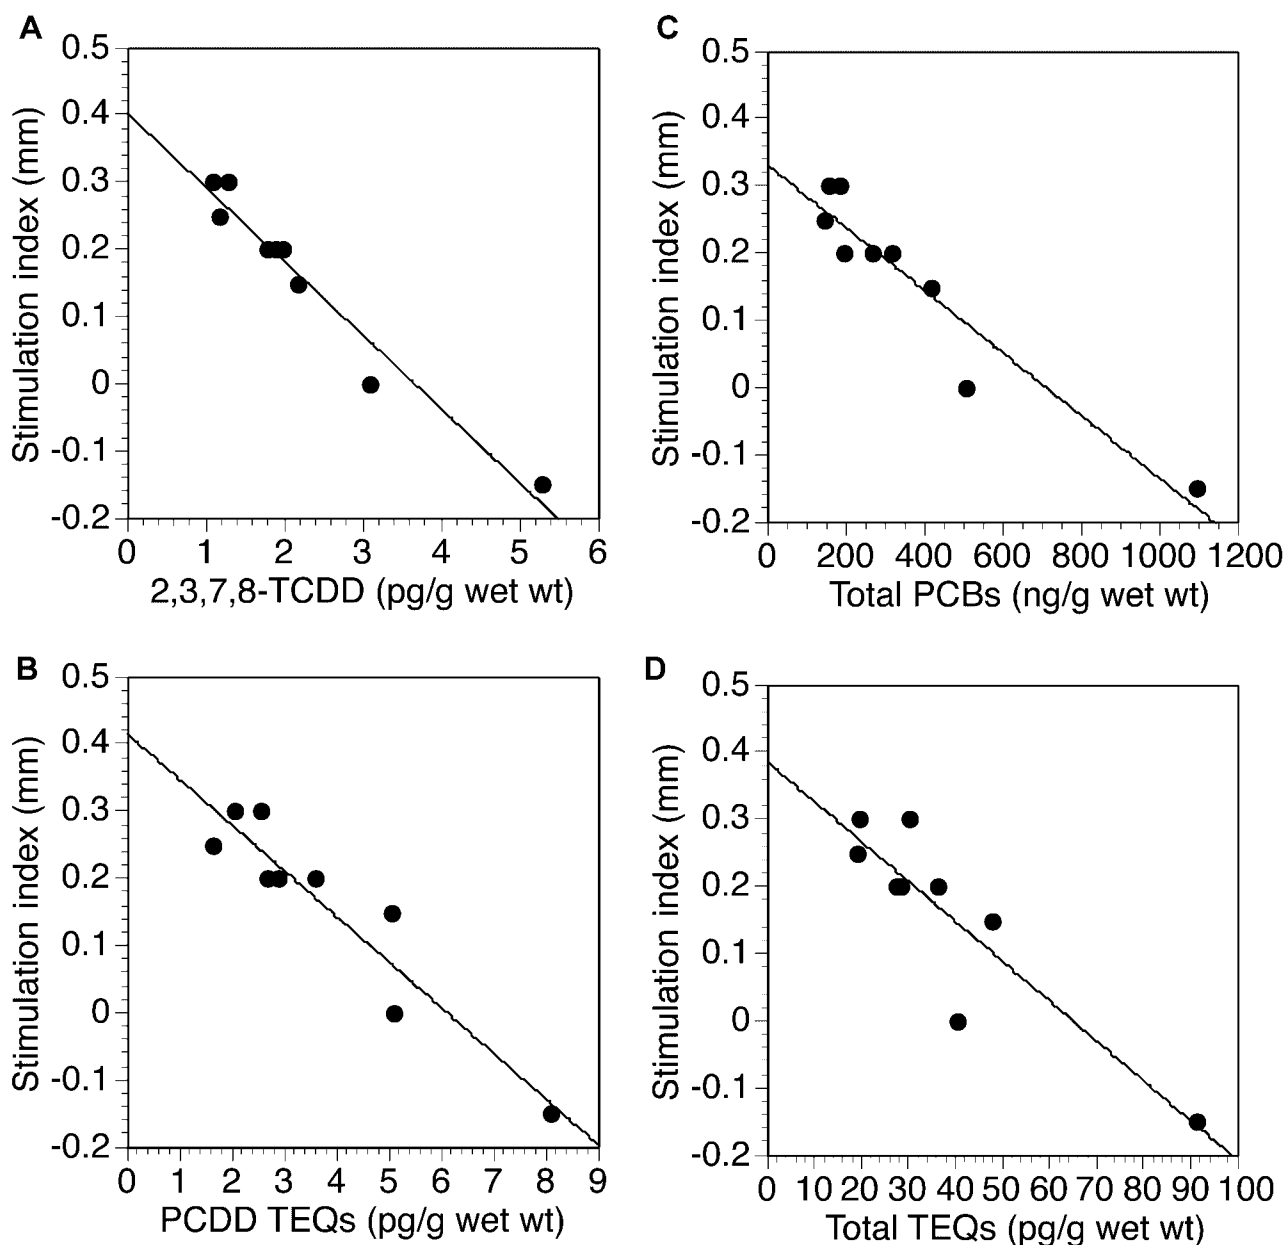 A
Stimulation index (mm)
0.5
0.4
0.3
0.2
0.1
0
-0.1
-0.2
0 1 2 3 4 5 6
2,3,7,8-TCDD (pg/g wet wt)
C
Stimulation index (mm)
0.5
0.4
0.3
0.2
0.1
0
-0.1
-0.2
0 200 400 600 800 1000 1200
Total PCBs (ng/g wet wt)
B
Stimulation index (mm)
0.5
0.4
0.3
0.2
0.1
0
-0.1
-0.2
0 1 2 3 4 5 6 7 8 9
PCDD TEQs (pg/g wet wt)
D
Stimulation index (mm)
0.5
0.4
0.3
0.2
0.1
0
-0.1
-0.2
0 10 20 30 40 50 60 70 80 90 100
Total TEQs (pg/g wet wt)